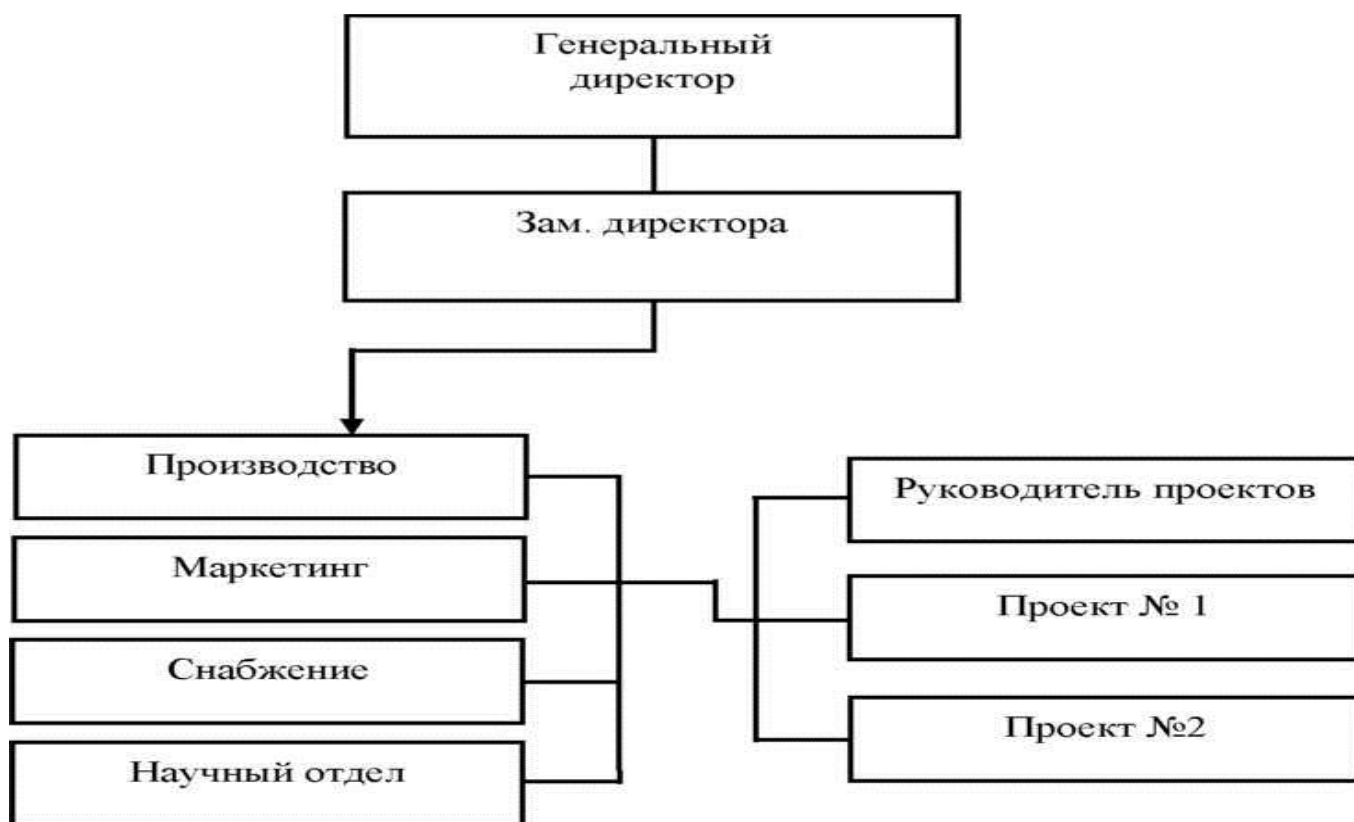 Генеральный
директор
Зам. директора
Производство
Маркетинг
Снабжение
Научный отдел
Руководитель проектов
Проект № 1
Проект №2